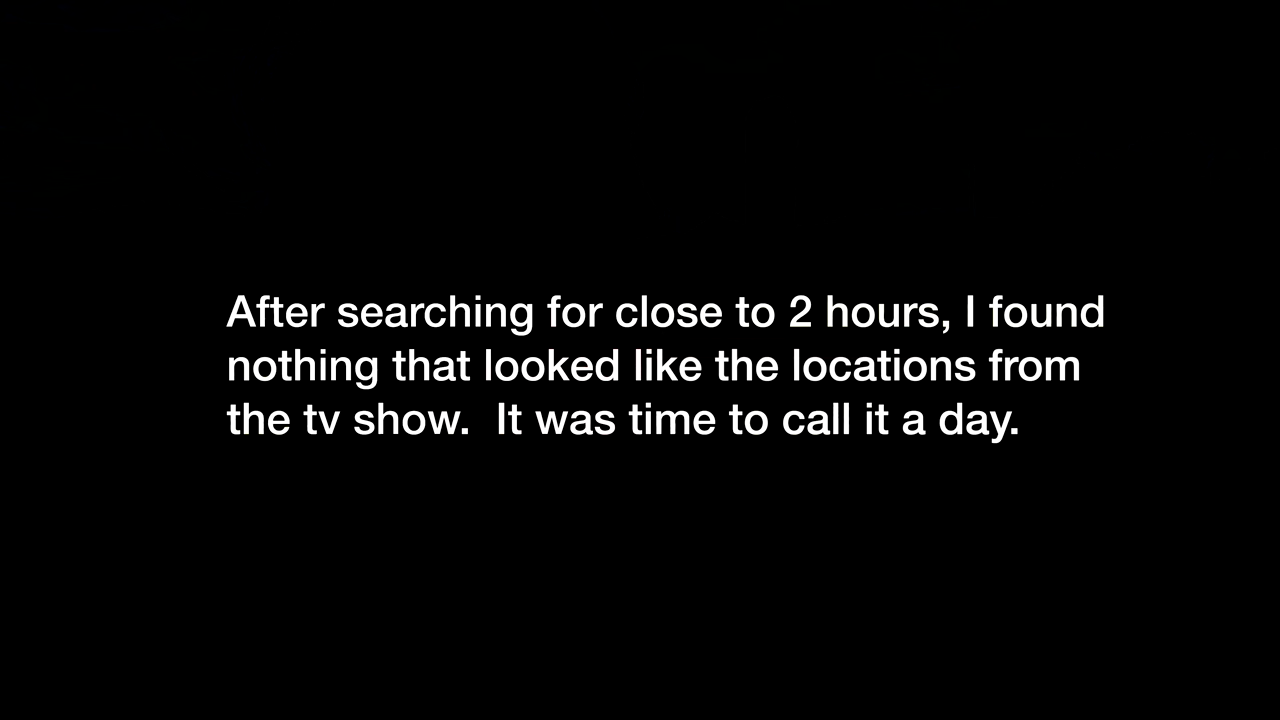 After searching for close to 2 hours, I found
nothing that looked like the locations from
the tv show.  It was time to call it a day.